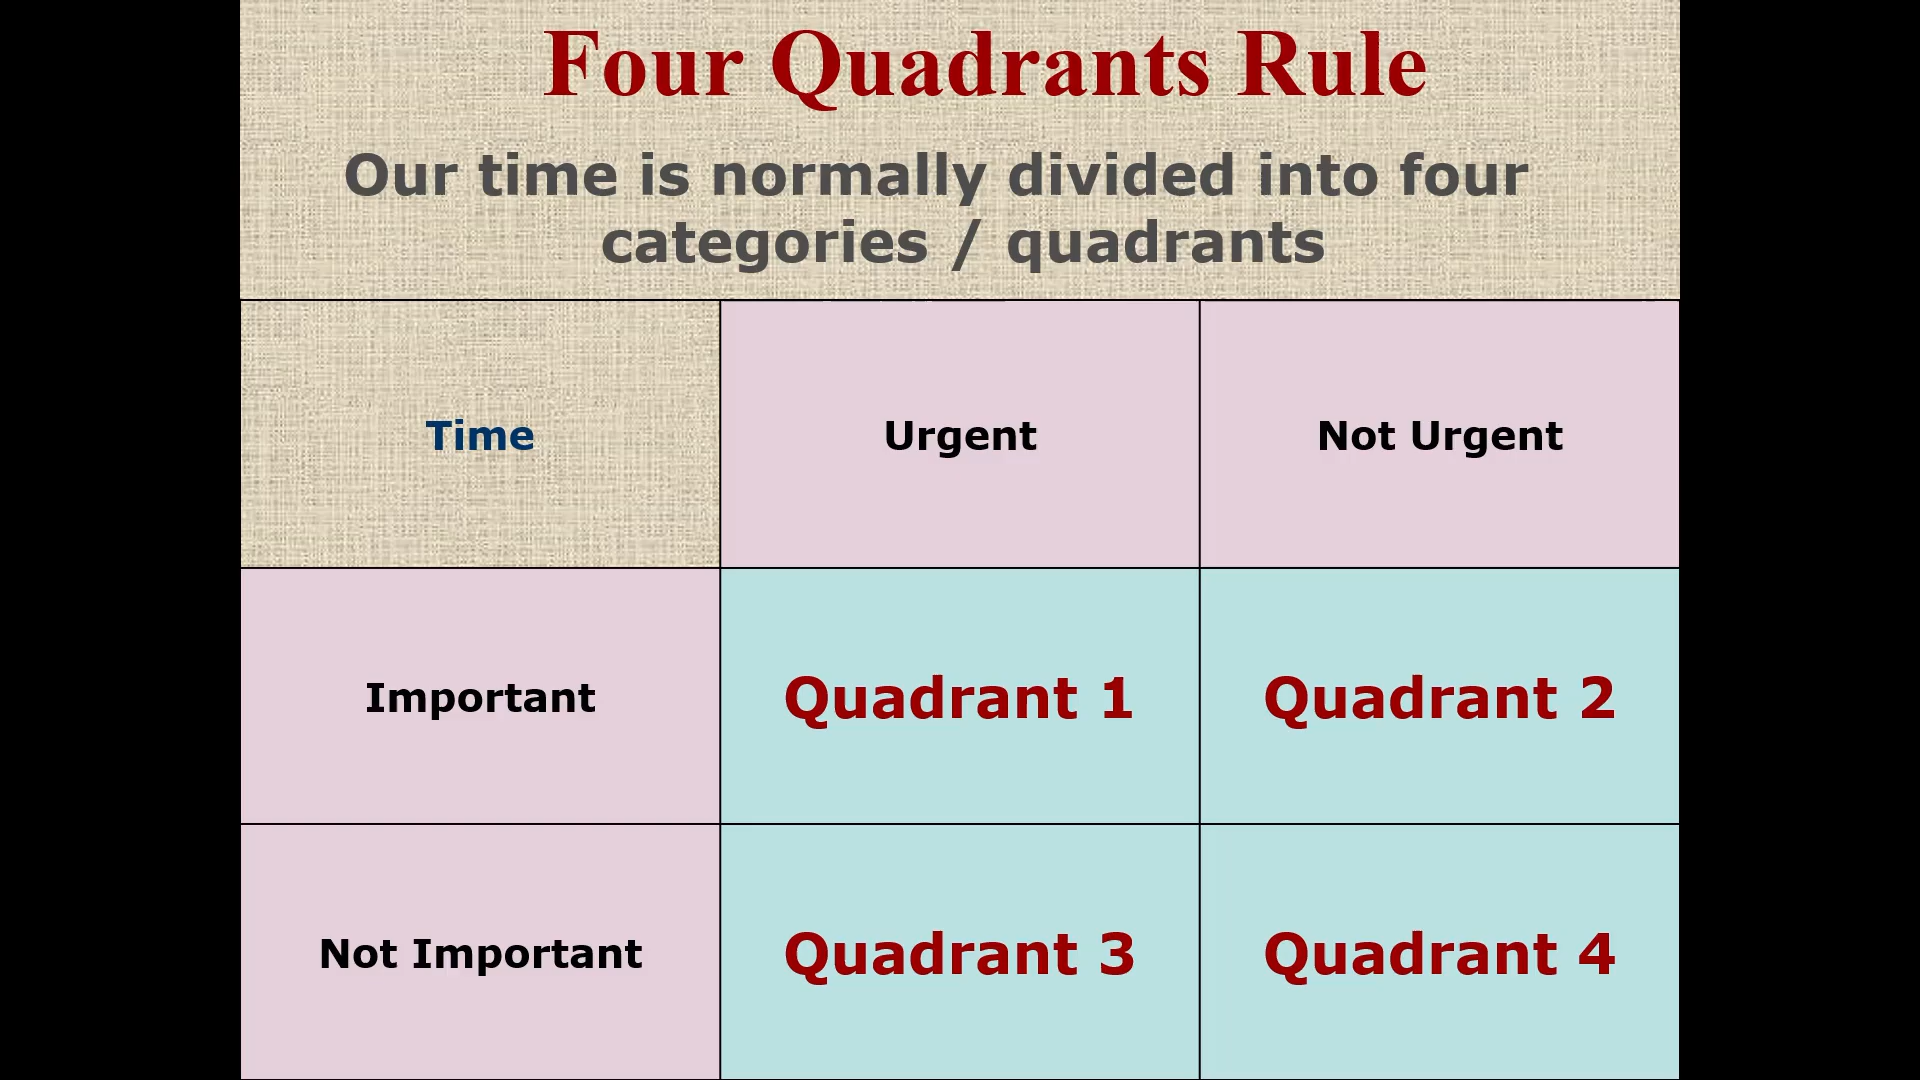 Four Quadrants Rule
Our time is normally divided into four
categories / quadrants
Time
Urgent
Not Urgent
Important
Quadrant 1
Quadrant 2
Not Important
Quadrant 3
Quadrant 4